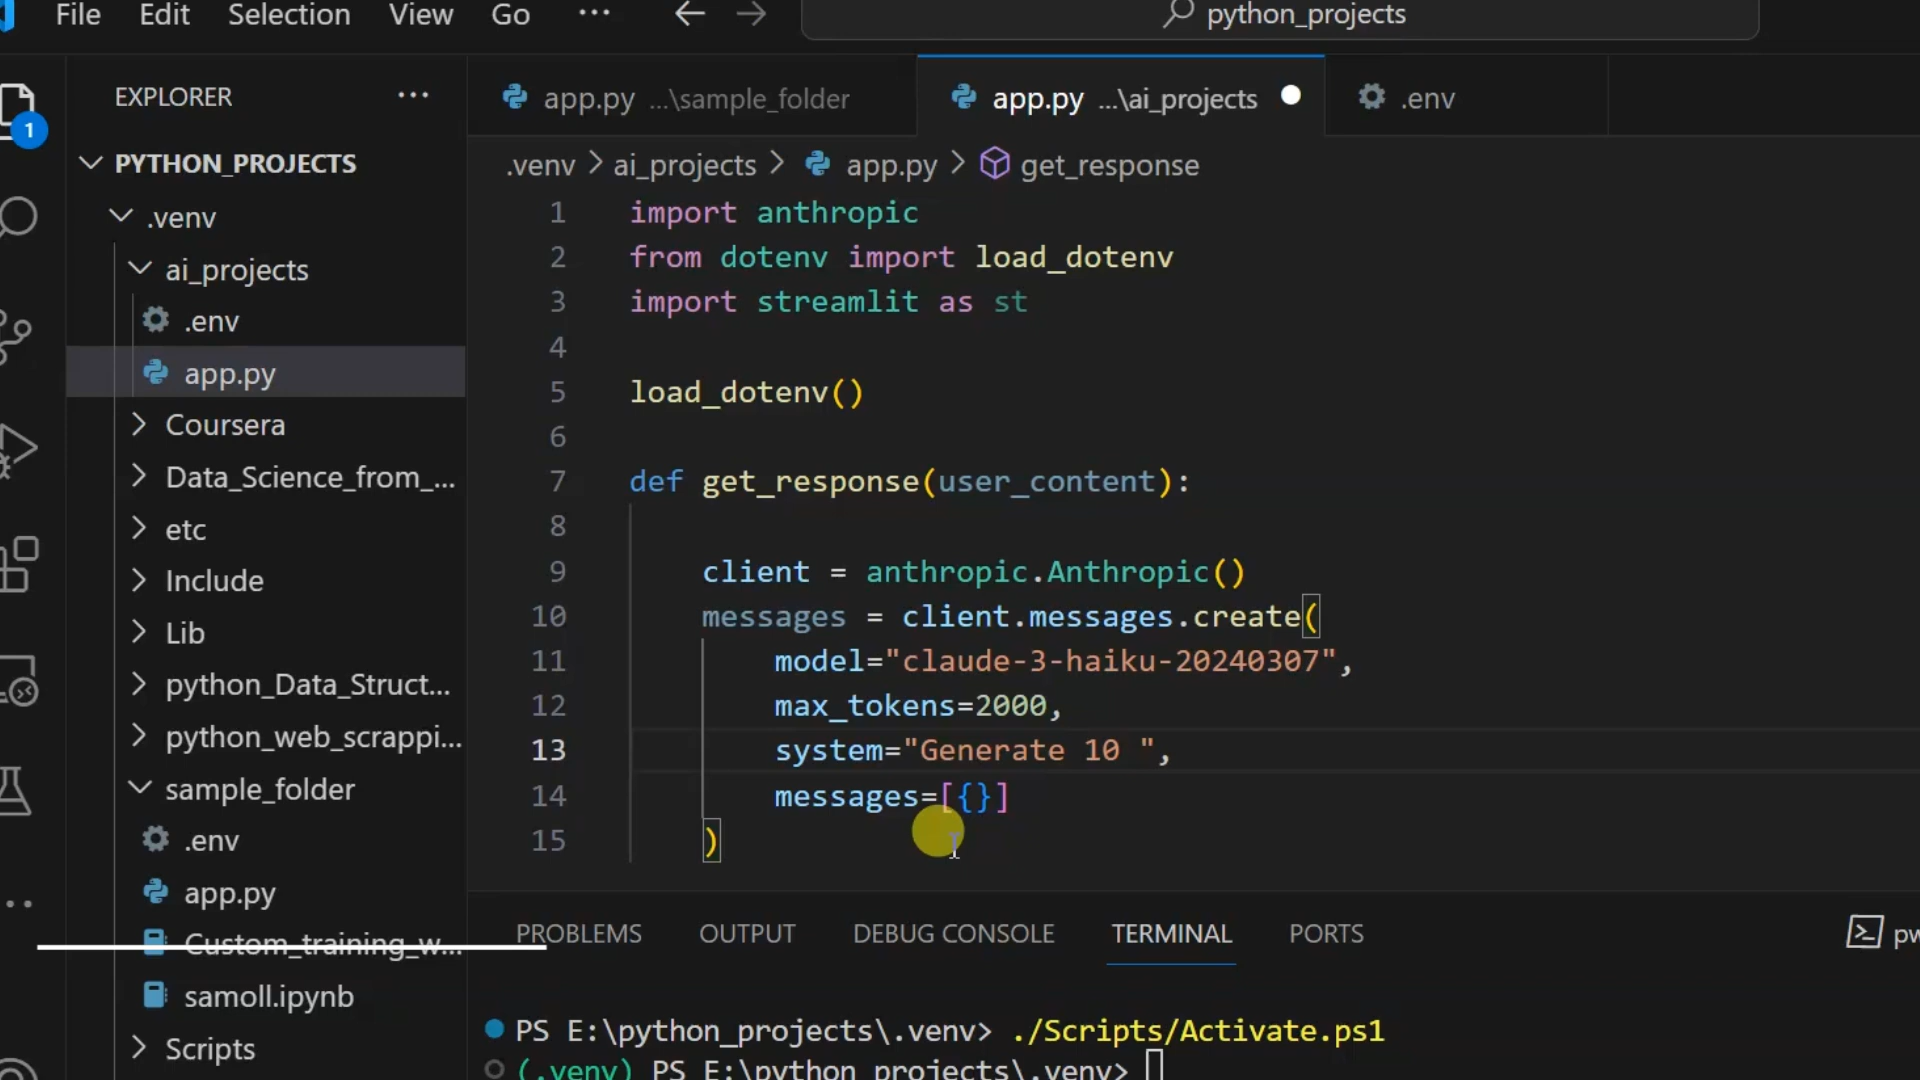 File Edit Selection View Go ··· python_projects
EXPLORER ···
1
PYTHON_PROJECTS
.venv
ai_projects
.env
app.py
Coursera
Data_Science_from_...
etc
Include
Lib
python_Data_Struct...
python_web_scrappi...
sample_folder
.env
app.py
Custom_training_w...
samoll.ipynb
Scripts
app.py ...\sample_folder app.py ...\ai_projects .env
.venv > ai_projects > app.py > get_response
1 import anthropic
2 from dotenv import load_dotenv
3 import streamlit as st
4
5 load_dotenv()
6
7 def get_response(user_content):
8
9 client = anthropic.Anthropic()
10 messages = client.messages.create(
11 model="claude-3-haiku-20240307",
12 max_tokens=2000,
13 system="Generate 10 ",
14 messages=[{}]
15 )
PROBLEMS OUTPUT DEBUG CONSOLE TERMINAL PORTS
PS E:\python_projects\.venv> ./Scripts/Activate.ps1
(.venv) PS E:\python_projects\.venv>